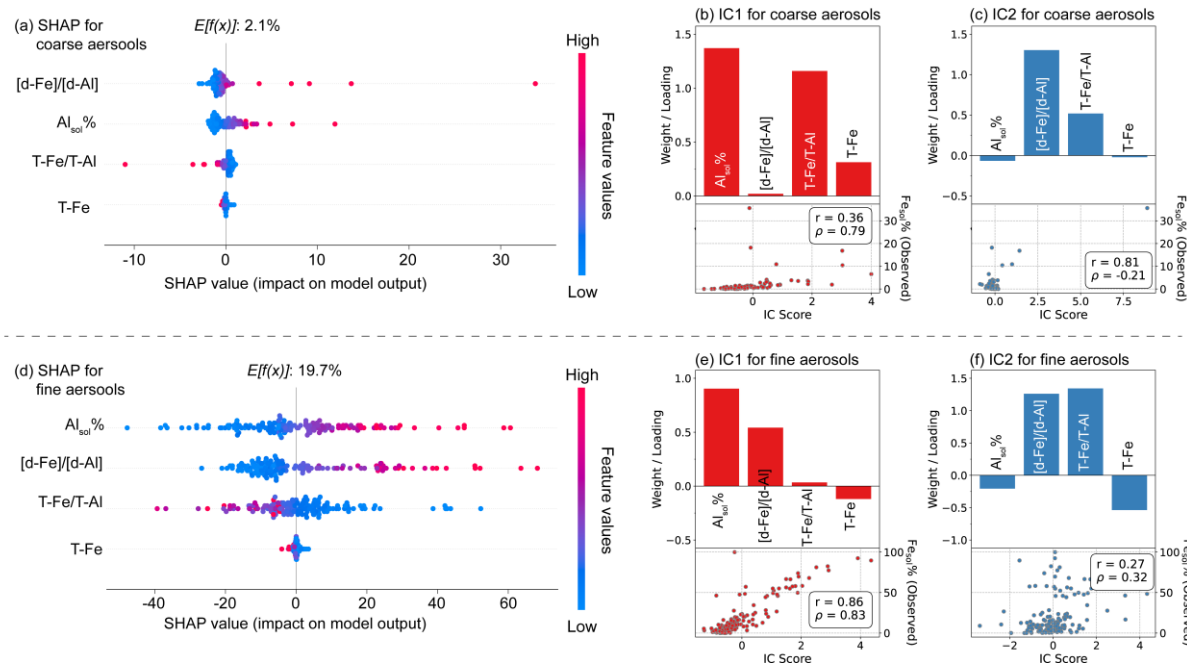 (a) SHAP for
coarse aersools
E[f(x)]: 2.1%
High
[d-Fe]/[d-Al]
Al_sol%
T-Fe/T-Al
T-Fe
Feature values
-10 0 10 20 30
SHAP value (impact on model output)
Low
(b) IC1 for coarse aerosols
Weight / Loading
1.5
1.0
0.5
0.0
Al_sol%
[d-Fe]/[d-Al]
T-Fe/T-Al
T-Fe
r = 0.36
ρ = 0.79
30
20
10
0
Fe_sol% (Observed)
−2 0 2 4
IC Score
(c) IC2 for coarse aerosols
Weight / Loading
1.5
1.0
0.5
0.0
−0.5
Al_sol%
[d-Fe]/[d-Al]
T-Fe/T-Al
T-Fe
r = 0.81
ρ = -0.21
30
20
10
0
Fe_sol% (Observed)
0.0 2.5 5.0 7.5
IC Score
(d) SHAP for
fine aersools
E[f(x)]: 19.7%
High
Al_sol%
[d-Fe]/[d-Al]
T-Fe/T-Al
T-Fe
Feature values
-40 -20 0 20 40 60
SHAP value (impact on model output)
Low
(e) IC1 for fine aerosols
Weight / Loading
1.0
0.5
0.0
−0.5
Al_sol%
[d-Fe]/[d-Al]
T-Fe/T-Al
T-Fe
r = 0.86
ρ = 0.83
100
50
0
Fe_sol% (Observed)
0 2 4
IC Score
(f) IC2 for fine aerosols
Weight / Loading
1.5
1.0
0.5
0.0
−0.5
−1.0
Al_sol%
[d-Fe]/[d-Al]
T-Fe/T-Al
T-Fe
r = 0.27
ρ = 0.32
100
50
0
Fe_sol% (Observed)
−2 0 2 4
IC Score